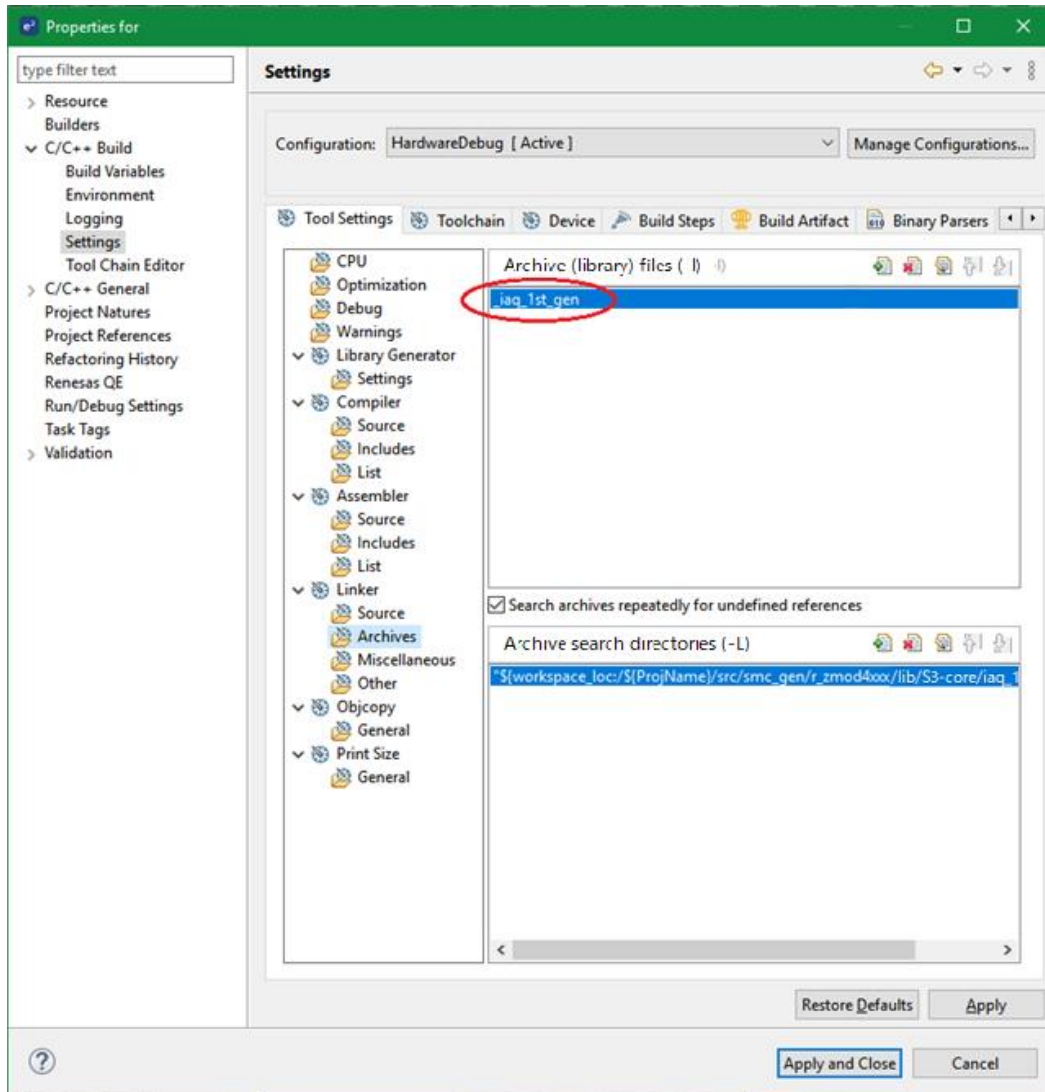 e² Properties for
type filter text
Resource
Builders
C/C++ Build
Build Variables
Environment
Logging
Settings
Tool Chain Editor
C/C++ General
Project Natures
Project References
Refactoring History
Renesas QE
Run/Debug Settings
Task Tags
Validation
Settings
Configuration: HardwareDebug [ Active ] Manage Configurations...
Tool Settings Toolchain Device Build Steps Build Artifact Binary Parsers
CPU
Optimization
Debug
Warnings
Library Generator
Settings
Compiler
Source
Includes
List
Assembler
Source
Includes
List
Linker
Source
Archives
Miscellaneous
Other
Objcopy
General
Print Size
General
Archive (library) files (-l)
_iaq_1st_gen
Search archives repeatedly for undefined references
Archive search directories (-L)
"${workspace_loc:/${ProjName}/src/smc_gen/r_zmod4xxx/lib/S3-core/iaq_1
Restore Defaults Apply
Apply and Close Cancel